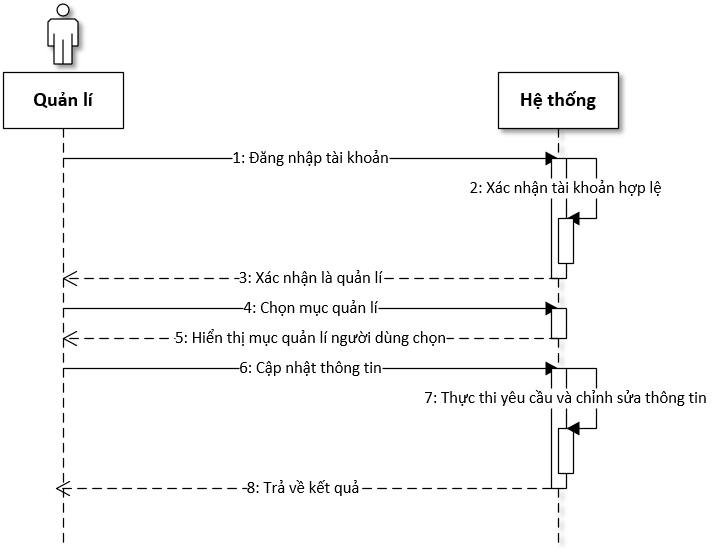 Quản lí
Hệ thống
1: Đăng nhập tài khoản
2: Xác nhận tài khoản hợp lệ
3: Xác nhận là quản lí
4: Chọn mục quản lí
5: Hiển thị mục quản lí người dùng chọn
6: Cập nhật thông tin
7: Thực thi yêu cầu và chỉnh sửa thông tin
8: Trả về kết quả